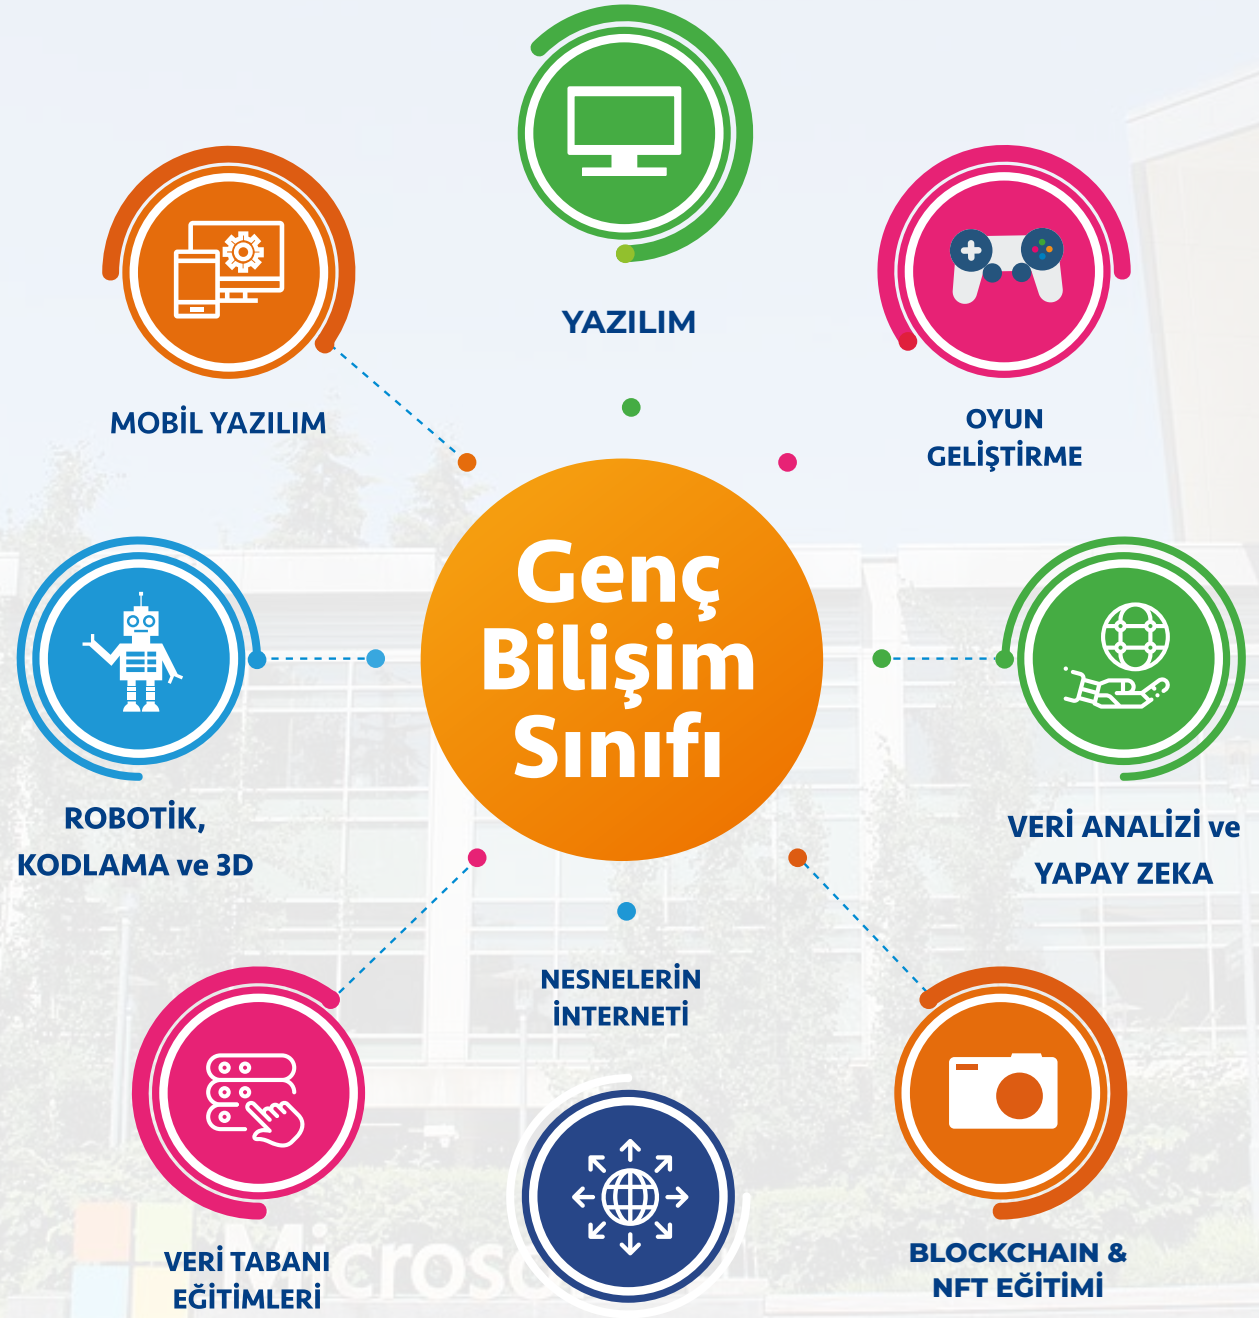 YAZILIM
MOBİL YAZILIM
OYUN
GELİŞTİRME
Genç
Bilişim
Sınıfı
ROBOTİK,
KODLAMA ve 3D
VERİ ANALİZİ ve
YAPAY ZEKA
NESNELERİN
İNTERNETİ
VERİ TABANI
EĞİTİMLERİ
BLOCKCHAIN &
NFT EĞİTİMİ
Microso